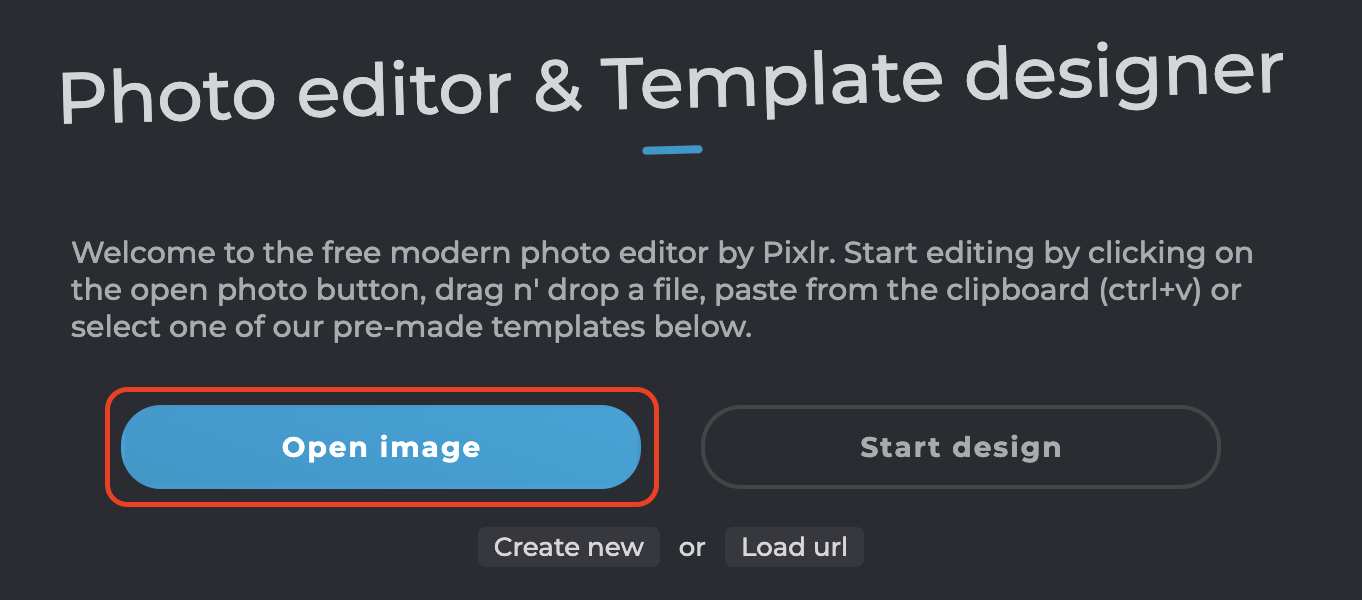 Photo editor & Template designer
Welcome to the free modern photo editor by Pixlr. Start editing by clicking on
the open photo button, drag n' drop a file, paste from the clipboard (ctrl+v) or
select one of our pre-made templates below.
Open image
Start design
Create new or Load url